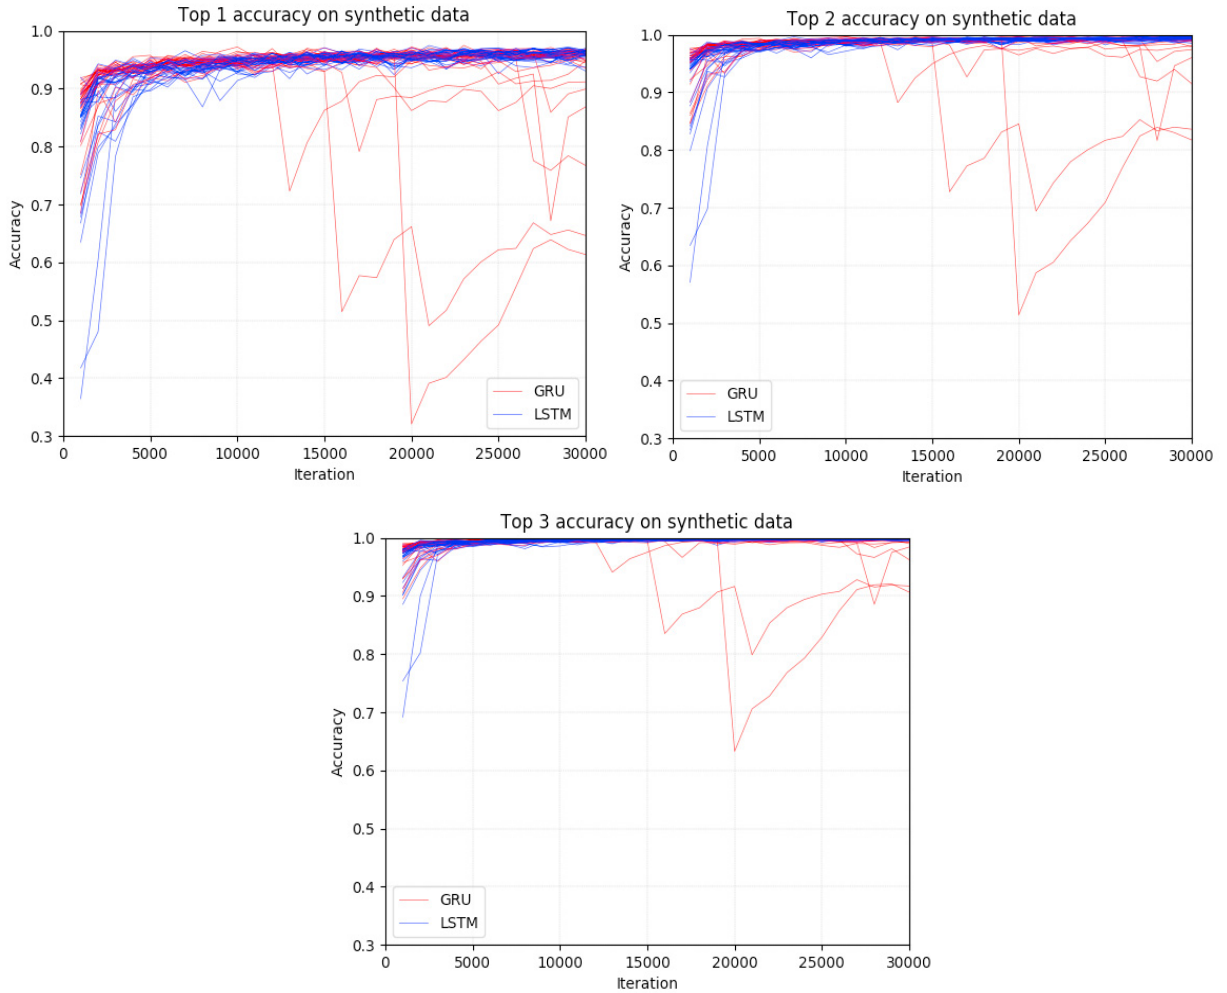 Top 1 accuracy on synthetic data
1.0
0.9
0.8
0.7
0.6
0.5
0.4
0.3
Accuracy
0 5000 10000 15000 20000 25000 30000
Iteration
GRU
LSTM
Top 2 accuracy on synthetic data
1.0
0.9
0.8
0.7
0.6
0.5
0.4
0.3
Accuracy
0 5000 10000 15000 20000 25000 30000
Iteration
GRU
LSTM
Top 3 accuracy on synthetic data
1.0
0.9
0.8
0.7
0.6
0.5
0.4
0.3
Accuracy
0 5000 10000 15000 20000 25000 30000
Iteration
GRU
LSTM